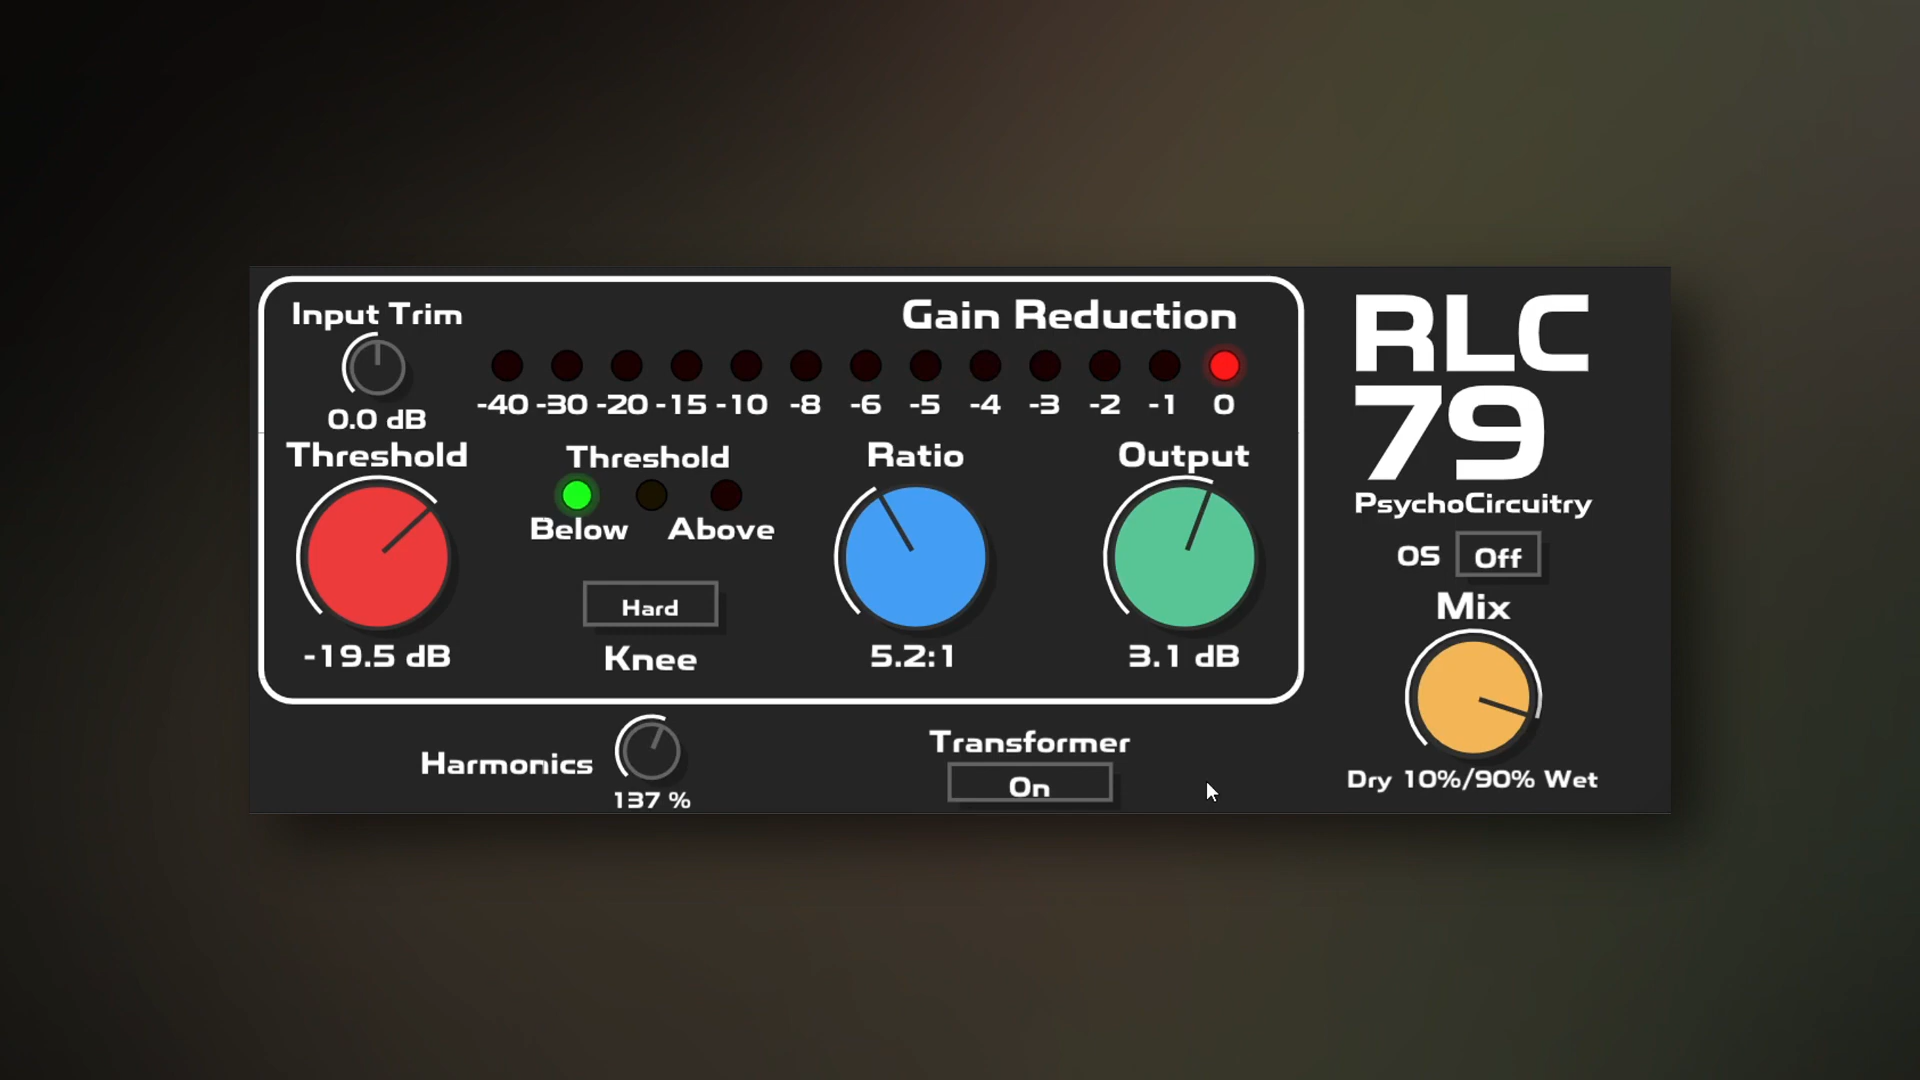 Input Trim
0.0 dB
Gain Reduction
-40 -30 -20 -15 -10 -8 -6 -5 -4 -3 -2 -1 0
Threshold
-19.5 dB
Threshold
Below Above
Hard
Knee
Ratio
5.2:1
Output
3.1 dB
Harmonics
137 %
Transformer
On
RLC
79
PsychoCircuitry
OS Off
Mix
Dry 10%/90% Wet